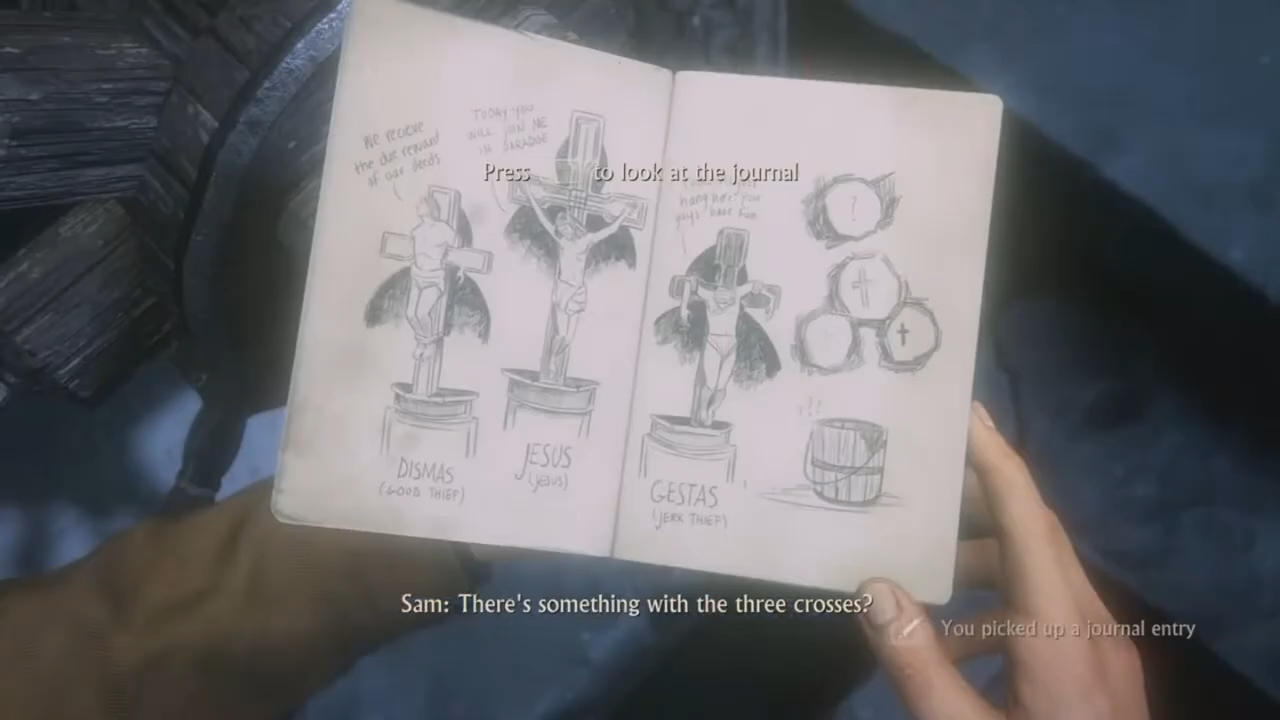 We recieve
the due reward
of our deeds
TODAY YOU
WILL JOIN ME
IN PARADISE
Press to look at the journal
hang here you
guys have fun
?
DISMAS
(GOOD THIEF)
JESUS
(JESUS)
GESTAS
(JERK THIEF)
?!?
Sam: There's something with the three crosses?
You picked up a journal entry